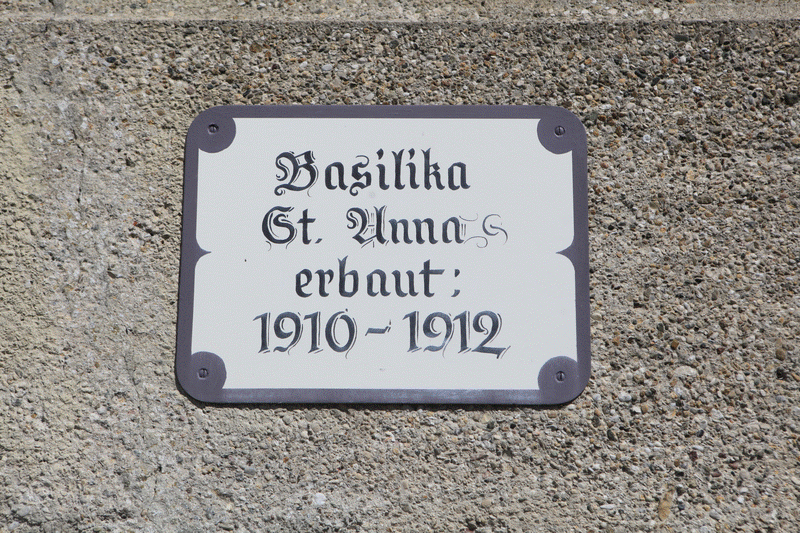 Basilika
St. Anna
erbaut:
1910-1912